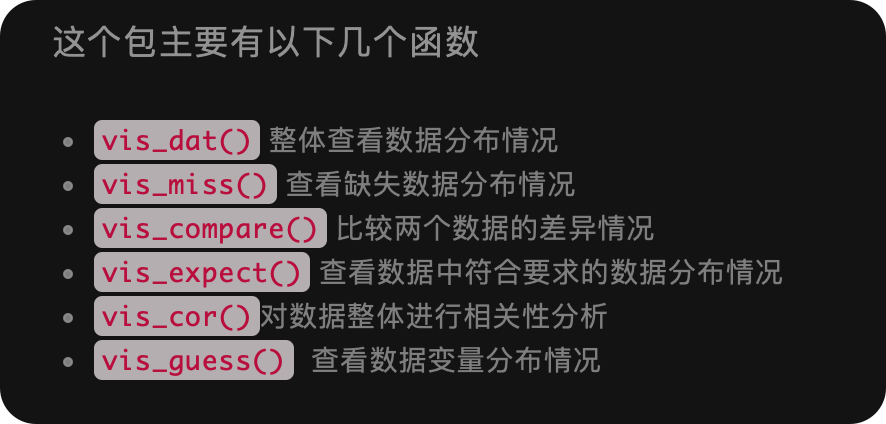 这个包主要有以下几个函数
vis_dat() 整体查看数据分布情况
vis_miss() 查看缺失数据分布情况
vis_compare() 比较两个数据的差异情况
vis_expect() 查看数据中符合要求的数据分布情况
vis_cor()对数据整体进行相关性分析
vis_guess() 查看数据变量分布情况